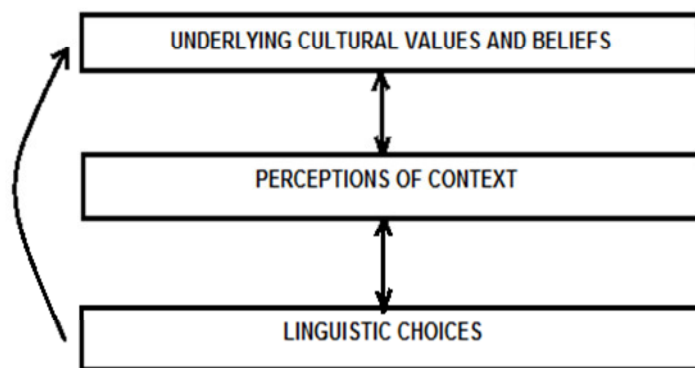 UNDERLYING CULTURAL VALUES AND BELIEFS
PERCEPTIONS OF CONTEXT
LINGUISTIC CHOICES